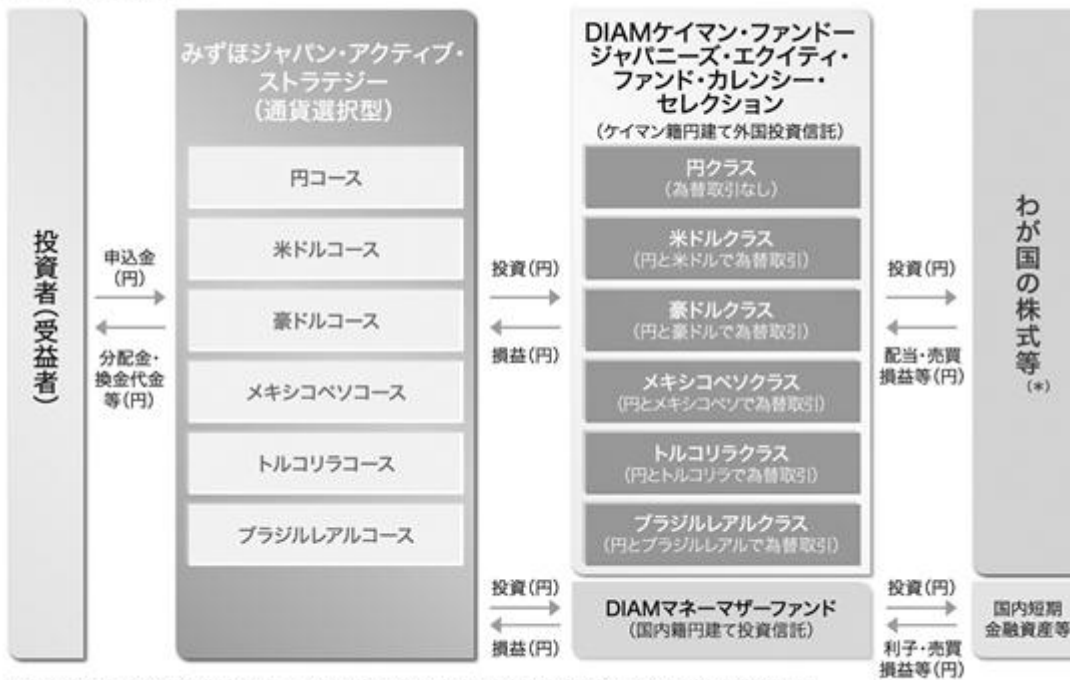 投資者(受益者)
申込金
(円)
分配金・
換金代金
等(円)
みずほジャパン・アクティブ・
ストラテジー
(通貨選択型)
円コース
米ドルコース
豪ドルコース
メキシコペソコース
トルコリラコース
ブラジルレアルコース
投資(円)
損益(円)
投資(円)
損益(円)
DIAMケイマン・ファンドー
ジャパニーズ・エクイティ・
ファンド・カレンシー・
セレクション
(ケイマン籍円建て外国投資信託)
円クラス
(為替取引なし)
米ドルクラス
(円と米ドルで為替取引)
豪ドルクラス
(円と豪ドルで為替取引)
メキシコペソクラス
(円とメキシコペソで為替取引)
トルコリラクラス
(円とトルコリラで為替取引)
ブラジルレアルクラス
(円とブラジルレアルで為替取引)
DIAMマネーマザーファンド
(国内籍円建て投資信託)
投資(円)
配当・売買
損益等(円)
投資(円)
利子・売買
損益等(円)
わが国の株式等
(*)
国内短期
金融資産等